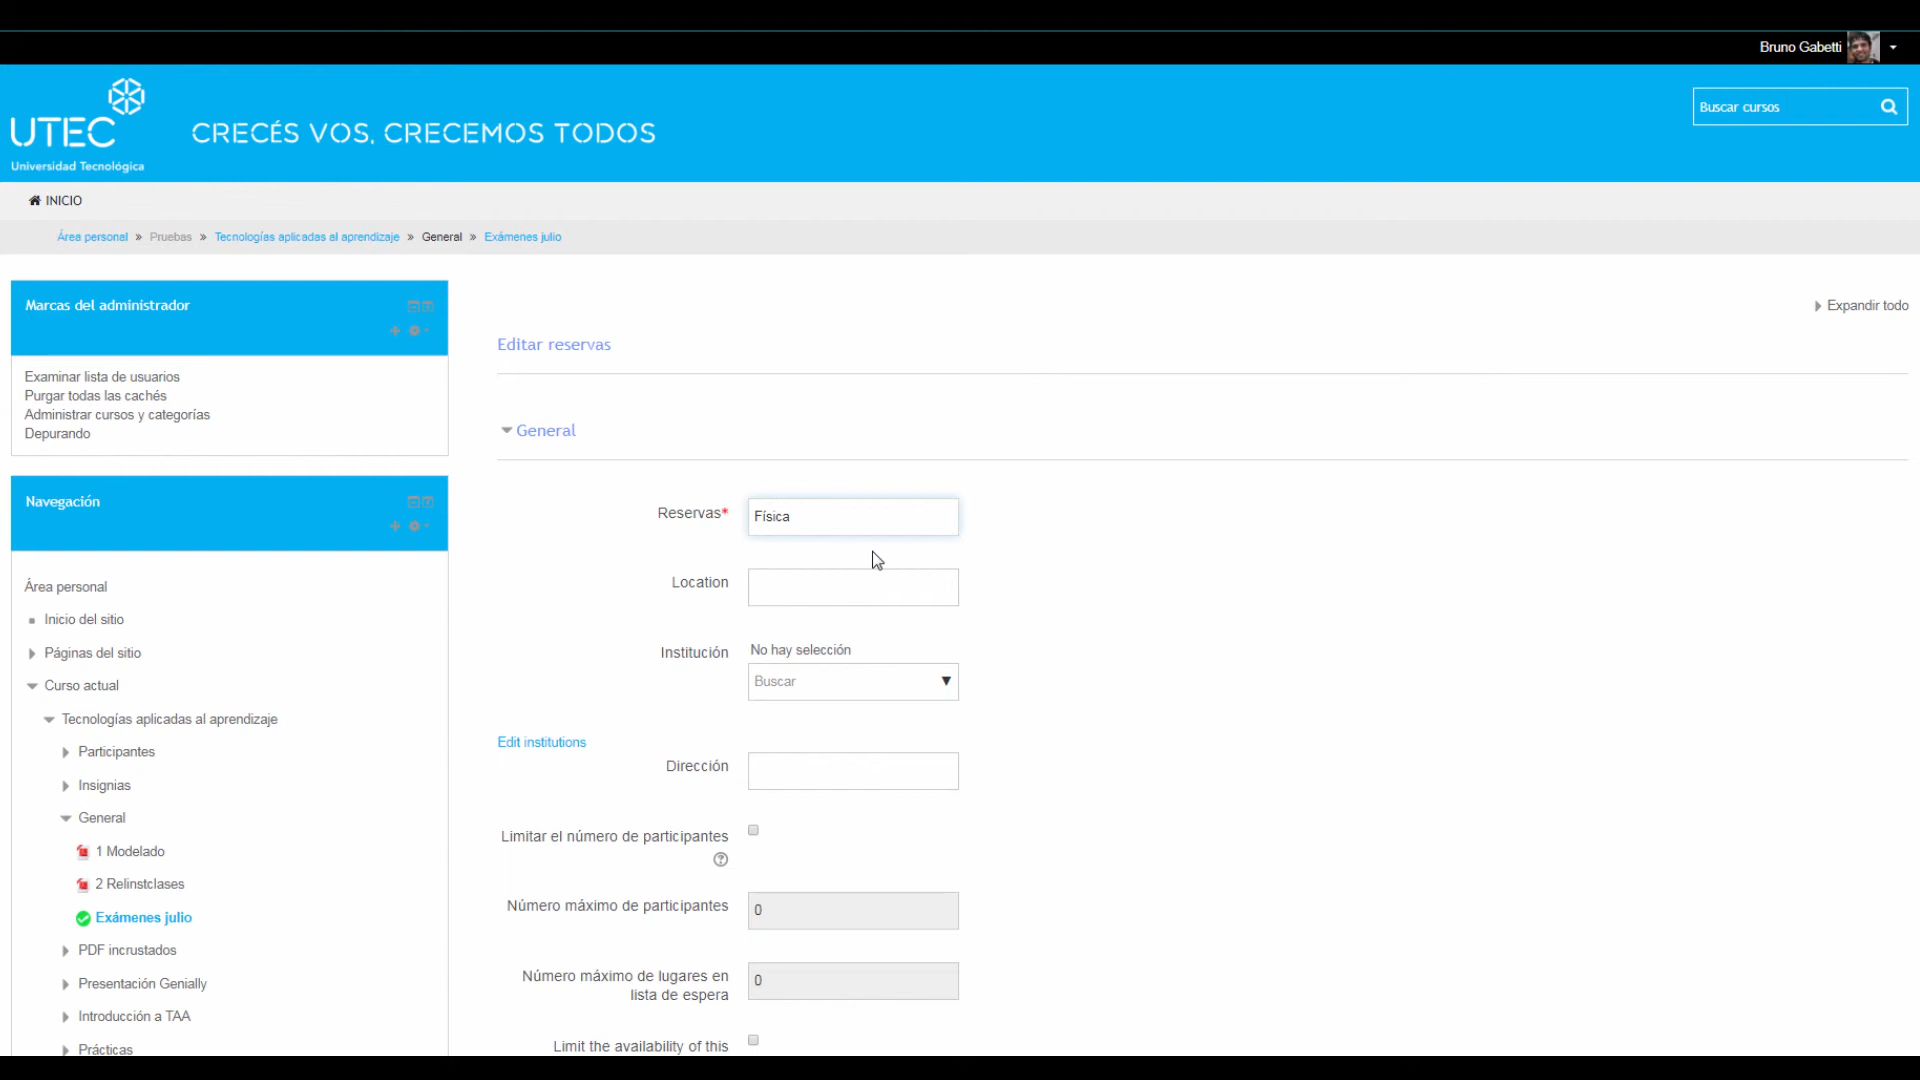 Bruno Gabetti
UTEC
Universidad Tecnológica
CRECÉS VOS, CRECEMOS TODOS
Buscar cursos
INICIO
Área personal » Pruebas » Tecnologías aplicadas al aprendizaje » General » Exámenes julio
Marcas del administrador
Examinar lista de usuarios
Purgar todas las cachés
Administrar cursos y categorías
Depurando
Navegación
Área personal
Inicio del sitio
Páginas del sitio
Curso actual
Tecnologías aplicadas al aprendizaje
Participantes
Insignias
General
1 Modelado
2 Relinstclases
Exámenes julio
PDF incrustados
Presentación Genially
Introducción a TAA
Prácticas
Expandir todo
Editar reservas
General
Reservas* Física
Location
Institución No hay selección
Buscar
Edit institutions
Dirección
Limitar el número de participantes
Número máximo de participantes 0
Número máximo de lugares en
lista de espera 0
Limit the availability of this